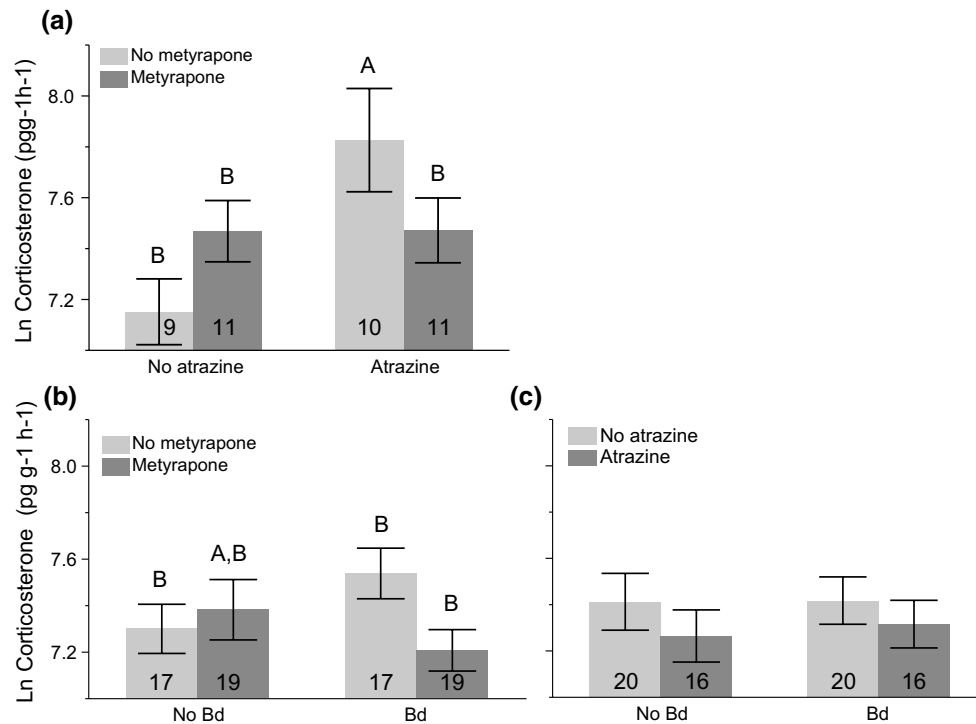 (a)
No metyrapone
Metyrapone
Ln Corticosterone (pgg-1h-1)
8.0
7.6
7.2
B
B
A
B
9
11
10
11
No atrazine
Atrazine
(b)
No metyrapone
Metyrapone
Ln Corticosterone (pg g-1 h-1)
8.0
7.6
7.2
B
A,B
B
B
17
19
17
19
No Bd
Bd
(c)
No atrazine
Atrazine
20
16
20
16
No Bd
Bd